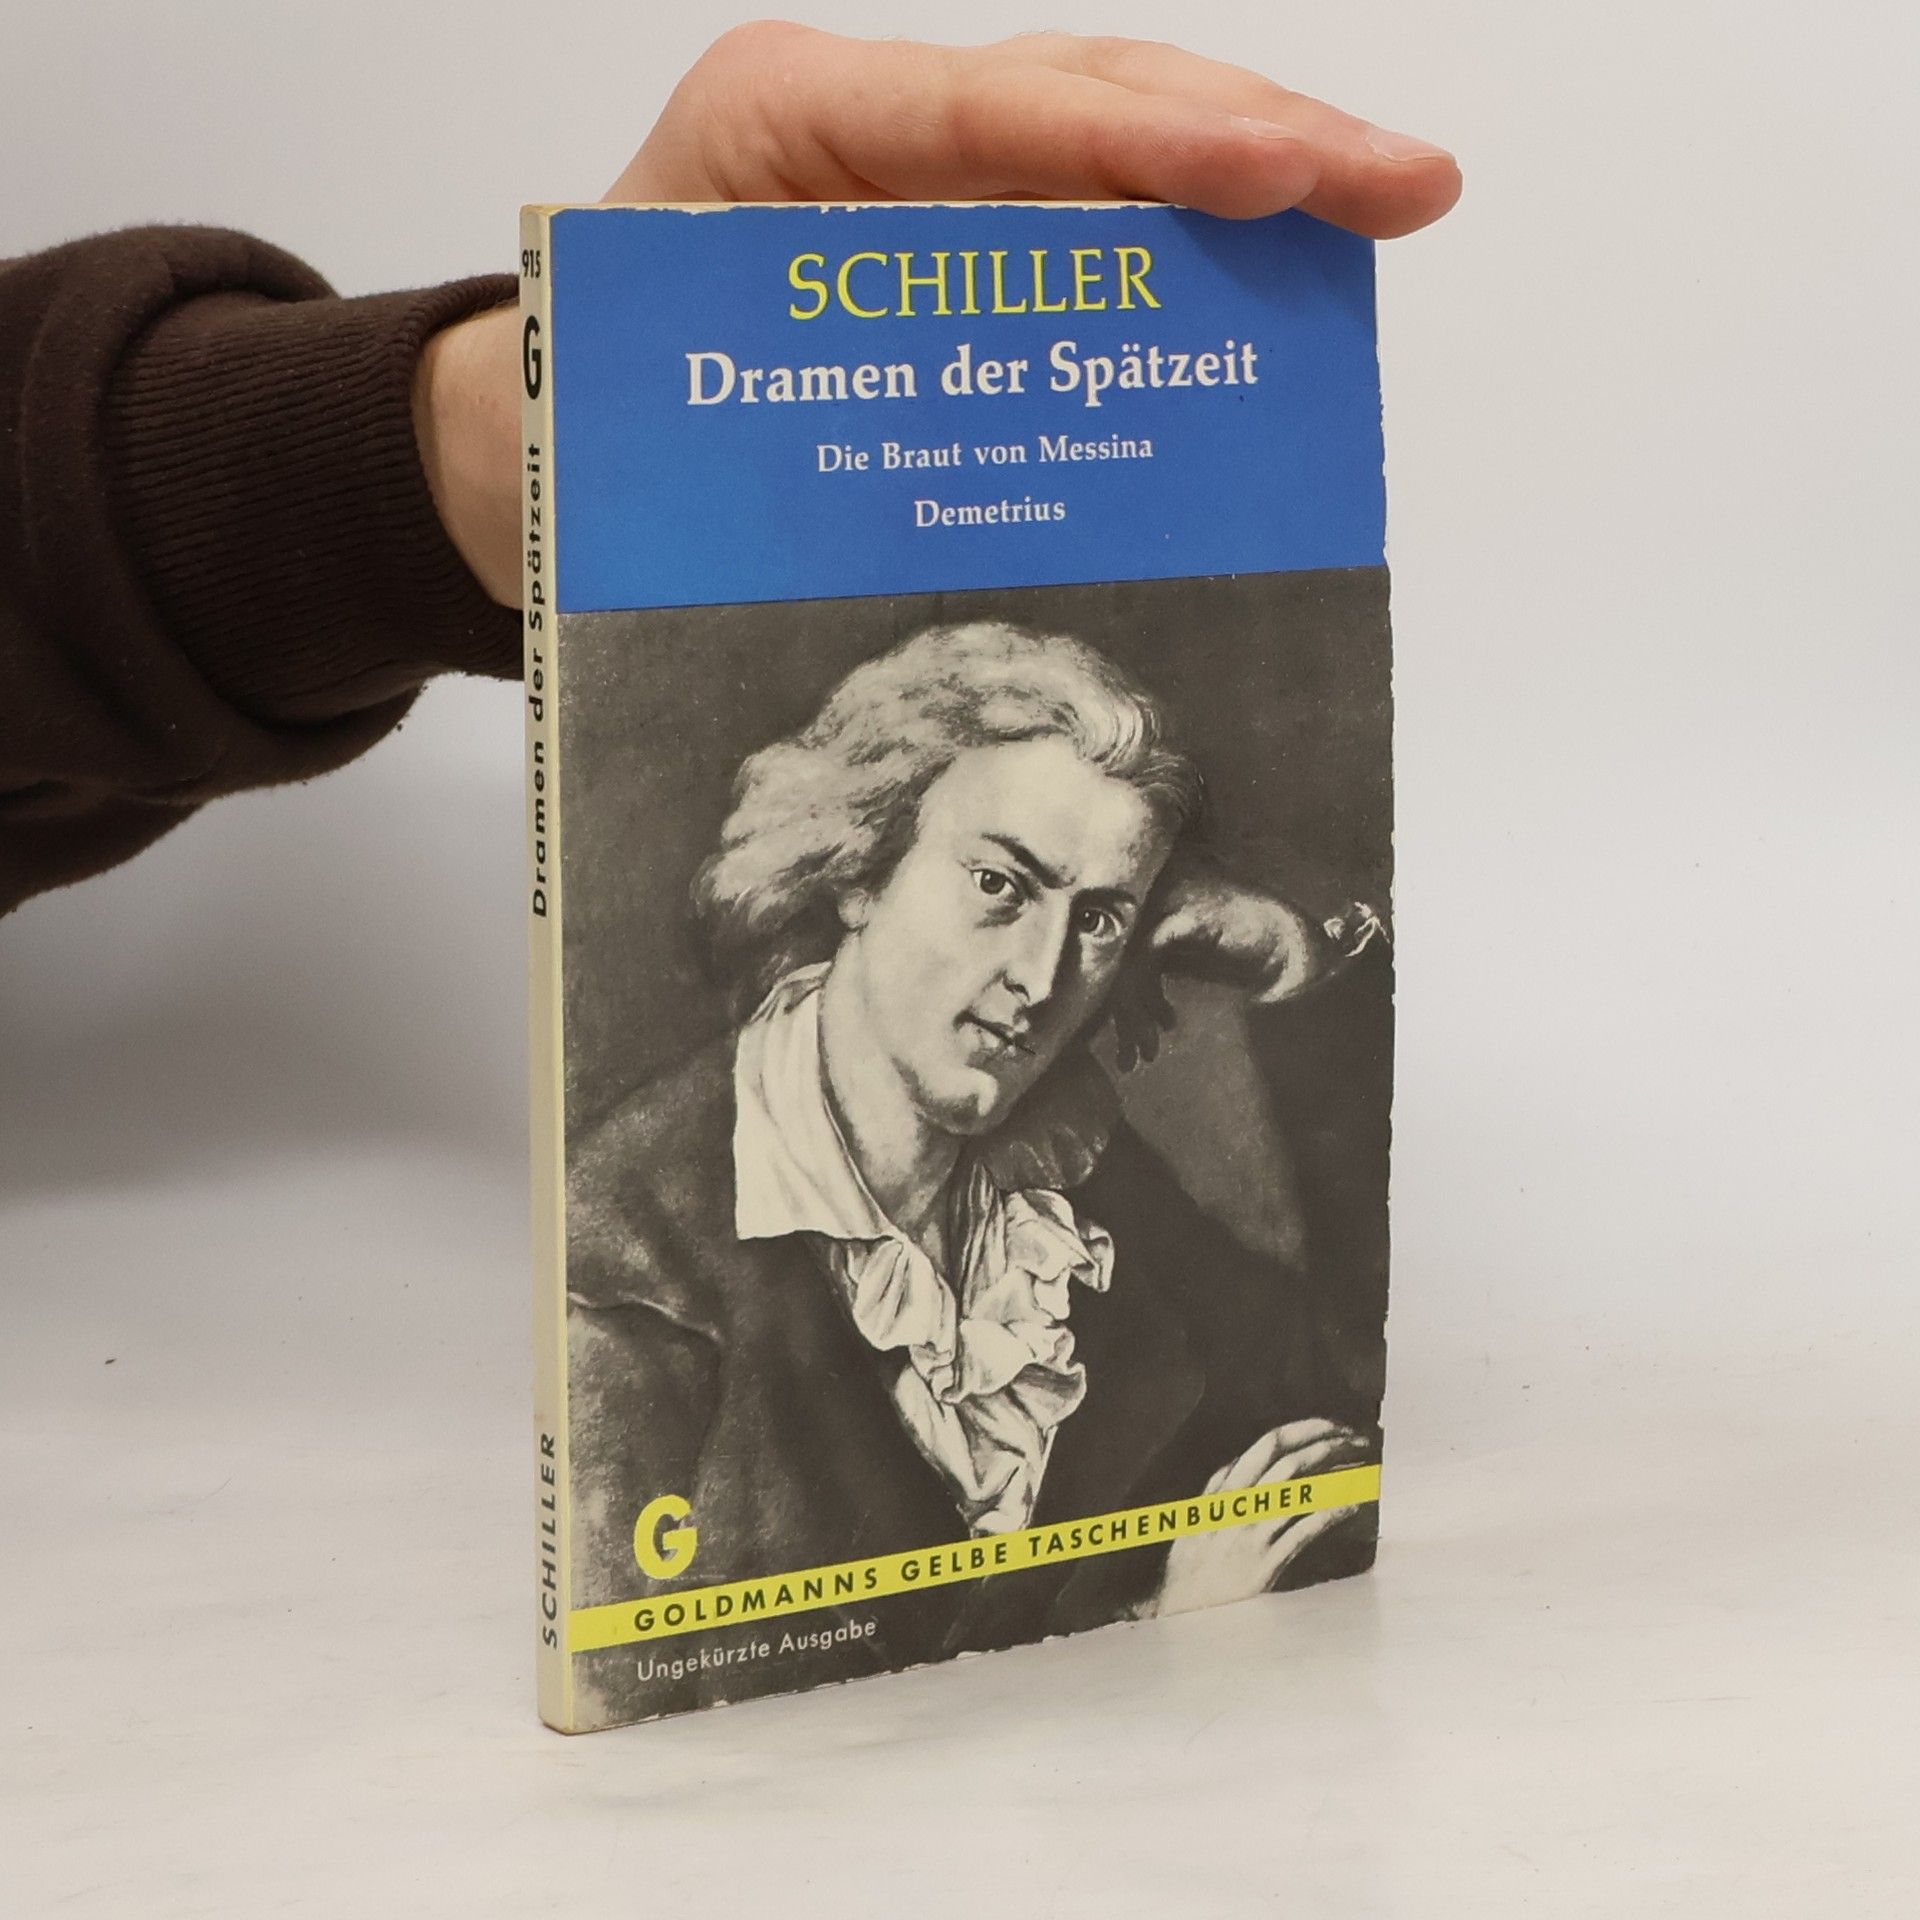 SCHILLER
Dramen der Spätzeit
Die Braut von Messina
Demetrius
G
GOLDMANNS GELBE TASCHENBÜCHER
Ungekürzte Ausgabe
915
G
Dramen der Spätzeit
SCHILLER